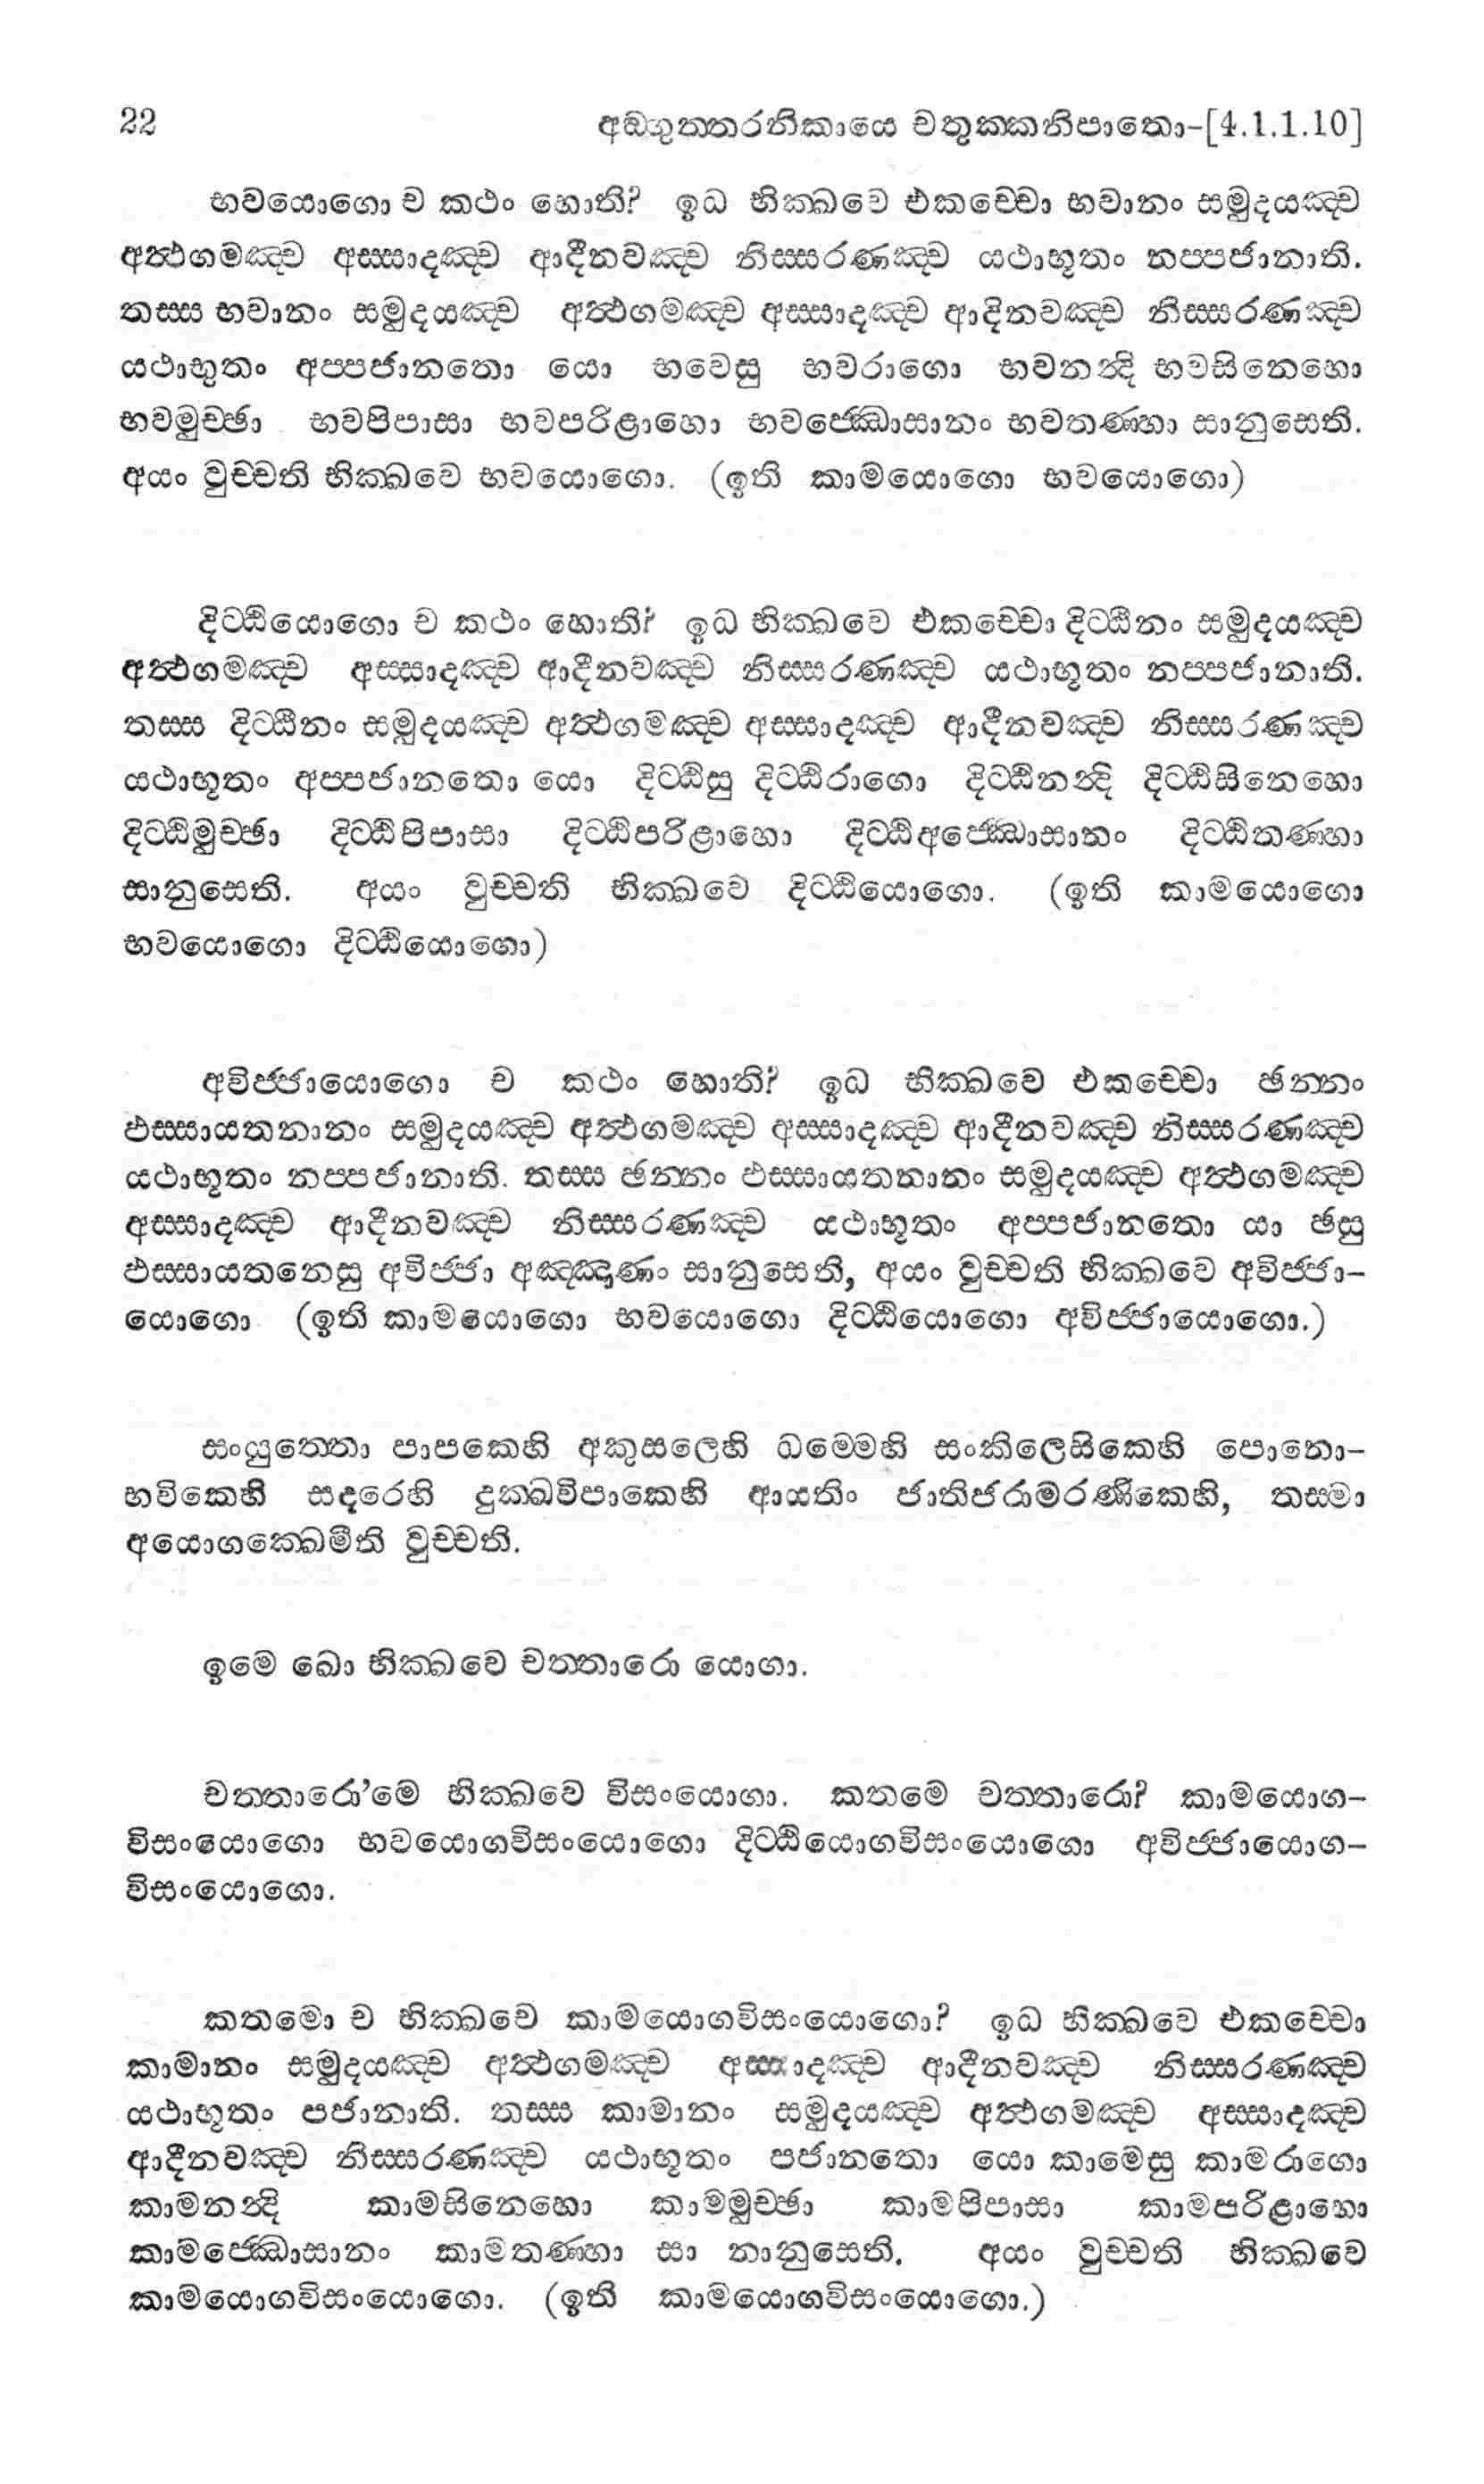 22 අඞ්ගුත්තරනිකායෙ චතුක්කනිපාතො-[4.1.1.10]
භවයොගො ච කථං හොති? ඉධ භික්ඛවෙ එකච්චො භවානං සමුදයඤ්ච
අත්ථගමඤ්ච අස්සාදඤ්ච ආදීනවඤ්ච නිස්සරණඤ්ච යථාභූතං නප්පජානාති.
තස්ස භවානං සමුදයඤ්ච අත්ථගමඤ්ච අස්සාදඤ්ච ආදිනවඤ්ච නිස්සරණඤ්ච
යථාභුතං අප්පජානතො යො භවෙසු භවරාගො භවනන්දි භවසිනෙහො
භවමුච්ඡා භවපිපාසා භවපරිළාහො භවජ්ඣොසානං භවතණ්හා සානුසෙති.
අයං වුච්චති භික්ඛවෙ භවයොගො. (ඉති කාමයොගො භවයොගො)
දිට්ඨියොගො ච කථං හොති? ඉධ භික්ඛවෙ එකච්චො දිට්ඨීනං සමුදයඤ්ච
අත්ථගමඤ්ච අස්සාදඤ්ච ආදීනවඤ්ච නිස්සරණඤ්ච යථාභූතං නප්පජානාති.
තස්ස දිට්ඨීනං සමුදයඤ්ච අත්ථගමඤ්ච අස්සාදඤ්ච ආදීනවඤ්ච නිස්සරණඤ්ච
යථාභූතං අප්පජානතො යො දිට්ඨිසු දිට්ඨිරාගො දිට්ඨිනන්දි දිට්ඨිසිනෙහො
දිට්ඨිමුච්ඡා දිට්ඨිපිපාසා දිට්ඨිපරිළාහො දිට්ඨිඅජ්ඣොසානං දිට්ඨිතණ්හා
සානුසෙති. අයං වුච්චති භික්ඛවෙ දිට්ඨියොගො. (ඉති කාමයොගො
භවයොගො දිට්ඨියොගො)
අවිජ්ජායොගො ච කථං හොති? ඉධ භික්ඛවෙ එකච්චො ඡන්නං
ඵස්සායතනානං සමුදයඤ්ච අත්ථගමඤ්ච අස්සාදඤ්ච ආදීනවඤ්ච නිස්සරණඤ්ච
යථාභූතං නප්පජානාති. තස්ස ඡන්නං ඵස්සායතනානං සමුදයඤ්ච අත්ථගමඤ්ච
අස්සාදඤ්ච ආදීනවඤ්ච නිස්සරණඤ්ච යථාභූතං අප්පජානතො යා ඡසු
ඵස්සායතනෙසු අවිජ්ජා අඤ්ඤාණං සානුසෙති, අයං වුච්චති භික්ඛවෙ අවිජ්ජා-
යොගො (ඉති කාමයොගො භවයොගො දිට්ඨියොගො අවිජ්ජායොගො.)
සංයුත්තො පාපකෙහි අකුසලෙහි ධම්මෙහි සංකිලෙසිකෙහි පොනො-
භවිකෙහි සදරෙහි දුක්ඛවිපාකෙහි ආයතිං ජාතිජරාමරණිකෙහි, තස්මා
අයොගක්ඛෙමීති වුච්චති.
ඉමෙ ඛො භික්ඛවෙ චත්තාරො යොගා.
චත්තාරො’මෙ භික්ඛවෙ විසංයොගා. කතමෙ චත්තාරො? කාමයොග-
විසංයොගො භවයොගවිසංයොගො දිට්ඨියොගවිසංයොගො අවිජ්ජායොග-
විසංයොගො.
කතමො ච භික්ඛවෙ කාමයොගවිසංයොගො? ඉධ භික්ඛවෙ එකච්චො
කාමානං සමුදයඤ්ච අත්ථගමඤ්ච අස්සාදඤ්ච ආදීනවඤ්ච නිස්සරණඤ්ච
යථාභූතං පජානාති. තස්ස කාමානං සමුදයඤ්ච අත්ථගමඤ්ච අස්සාදඤ්ච
ආදීනවඤ්ච නිස්සරණඤ්ච යථාභූතං පජානතො යො කාමෙසු කාමරාගො
කාමනන්දි කාමසිනෙහො කාමමුච්ඡා කාමපිපාසා කාමපරිළාහො
කාමජ්ඣොසානං කාමතණ්හා සා නානුසෙති. අයං වුච්චති භික්ඛවෙ
කාමයොගවිසංයොගො. (ඉති කාමයොගවිසංයොගො.)